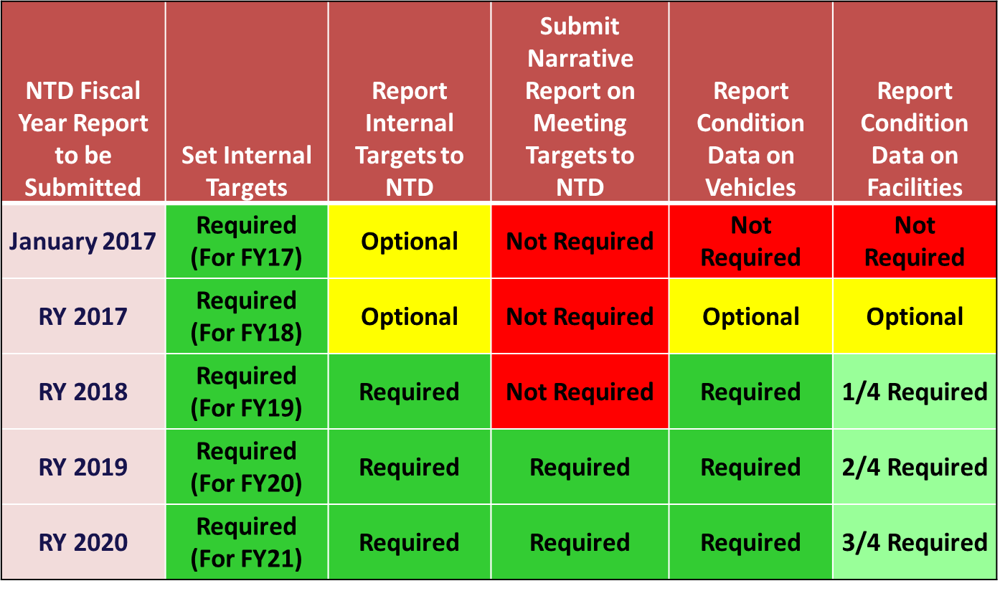 NTD Fiscal
Year Report
to be
Submitted
Set Internal
Targets
Report
Internal
Targets to
NTD
Submit
Narrative
Report on
Meeting
Targets to
NTD
Report
Condition
Data on
Vehicles
Report
Condition
Data on
Facilities
January 2017
Required
(For FY17)
Optional
Not Required
Not
Required
Not
Required
RY 2017
Required
(For FY18)
Optional
Not Required
Optional
Optional
RY 2018
Required
(For FY19)
Required
Not Required
Required
1/4 Required
RY 2019
Required
(For FY20)
Required
Required
Required
2/4 Required
RY 2020
Required
(For FY21)
Required
Required
Required
3/4 Required